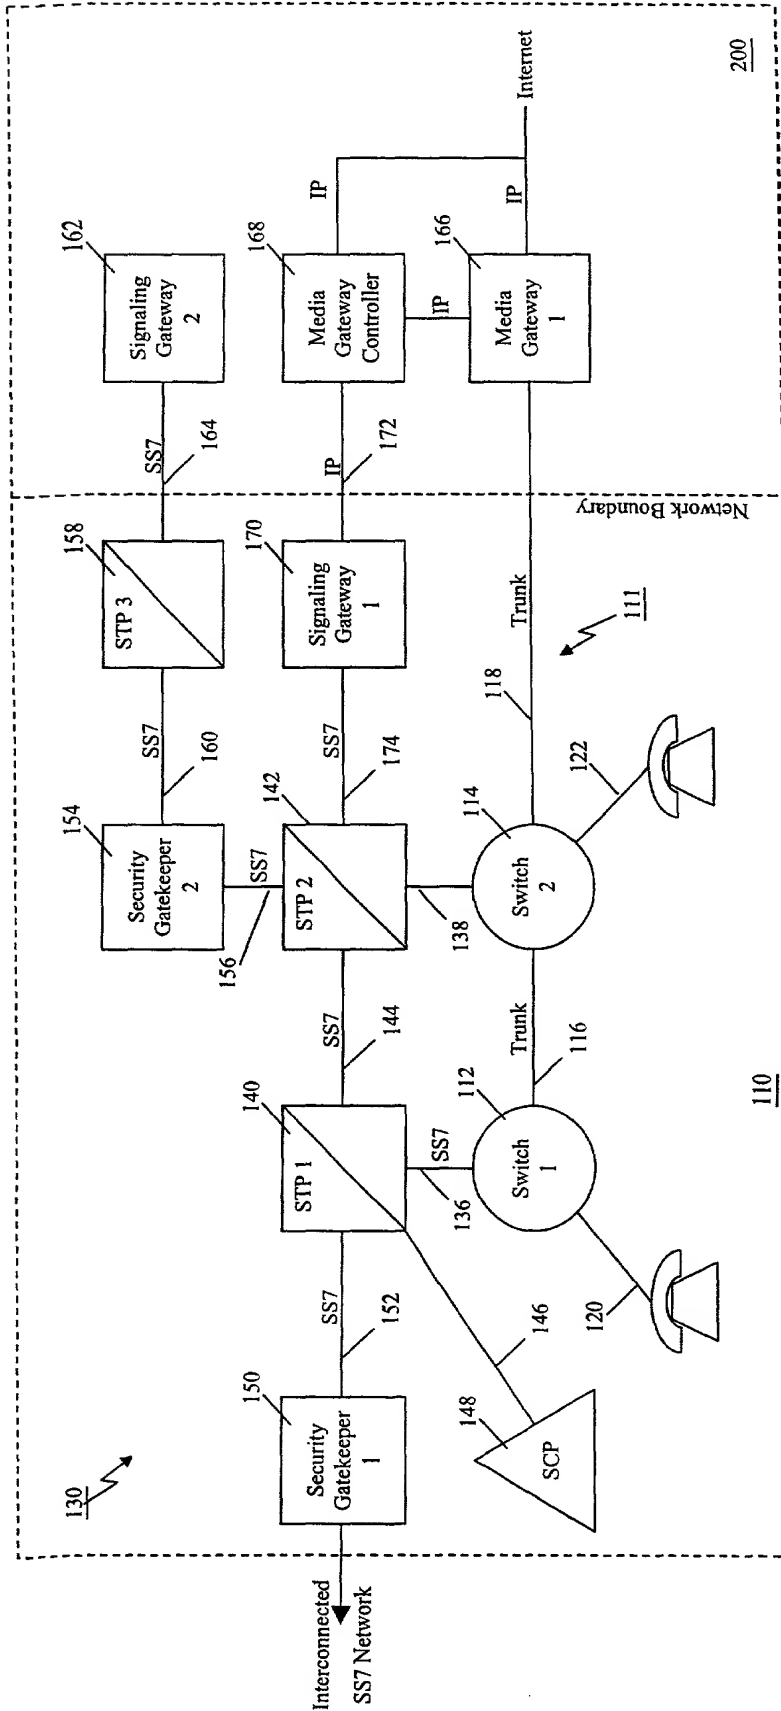 130
Interconnected
SS7 Network
150
Security
Gatekeeper
1
SS7
152
148
SCP
146
140
STP 1
SS7
136
112
Switch
1
120
SS7
144
Trunk
116
110
154
Security
Gatekeeper
2
SS7
156
142
STP 2
138
114
Switch
2
122
SS7
160
SS7
174
118
Trunk
111
158
STP 3
170
Signaling
Gateway
1
Network Boundary
SS7
164
IP
172
162
Signaling
Gateway
2
168
Media
Gateway
Controller
IP
166
Media
Gateway
1
IP
IP
Internet
200